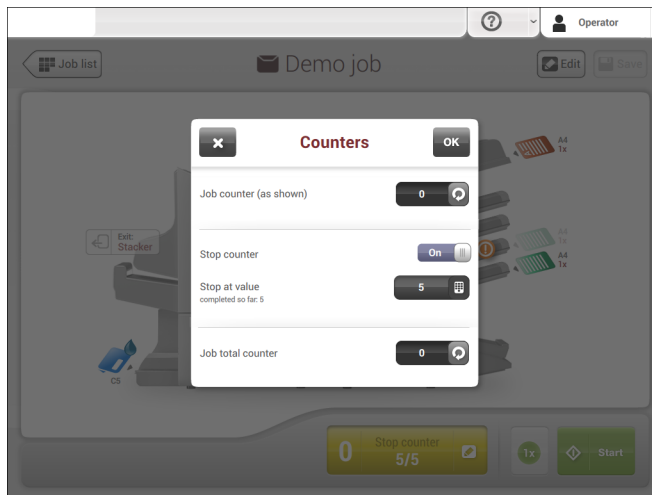 Operator
Job list
Demo job
Edit
Save
Counters
OK
A4
1x
Job counter (as shown)
0
Exit:
Stacker
A4
1x
Stop counter
On
A4
1x
Stop at value
5
completed so far: 5
Job total counter
0
C5
0
Stop counter
5/5
1x
Start